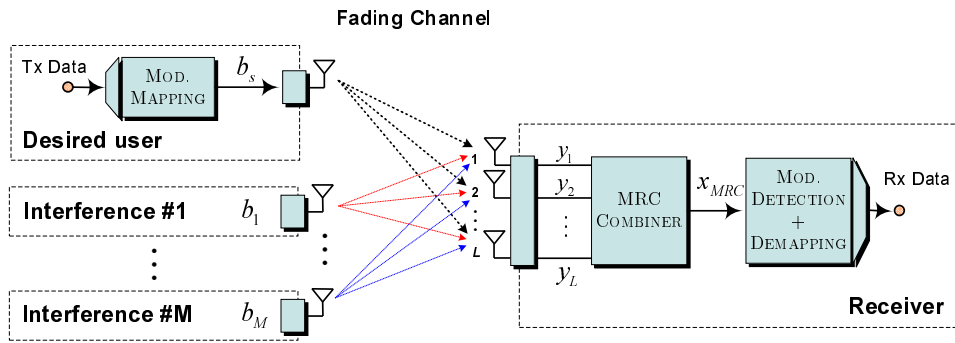 Fading Channel
Tx Data
MOD.
MAPPING
b_s
Desired user
Interference #1
b_1
Interference #M
b_M
1
2
L
y_1
y_2
y_L
MRC
COMBINER
x_MRC
MOD.
DETECTION
+
DEMAPPING
Rx Data
Receiver